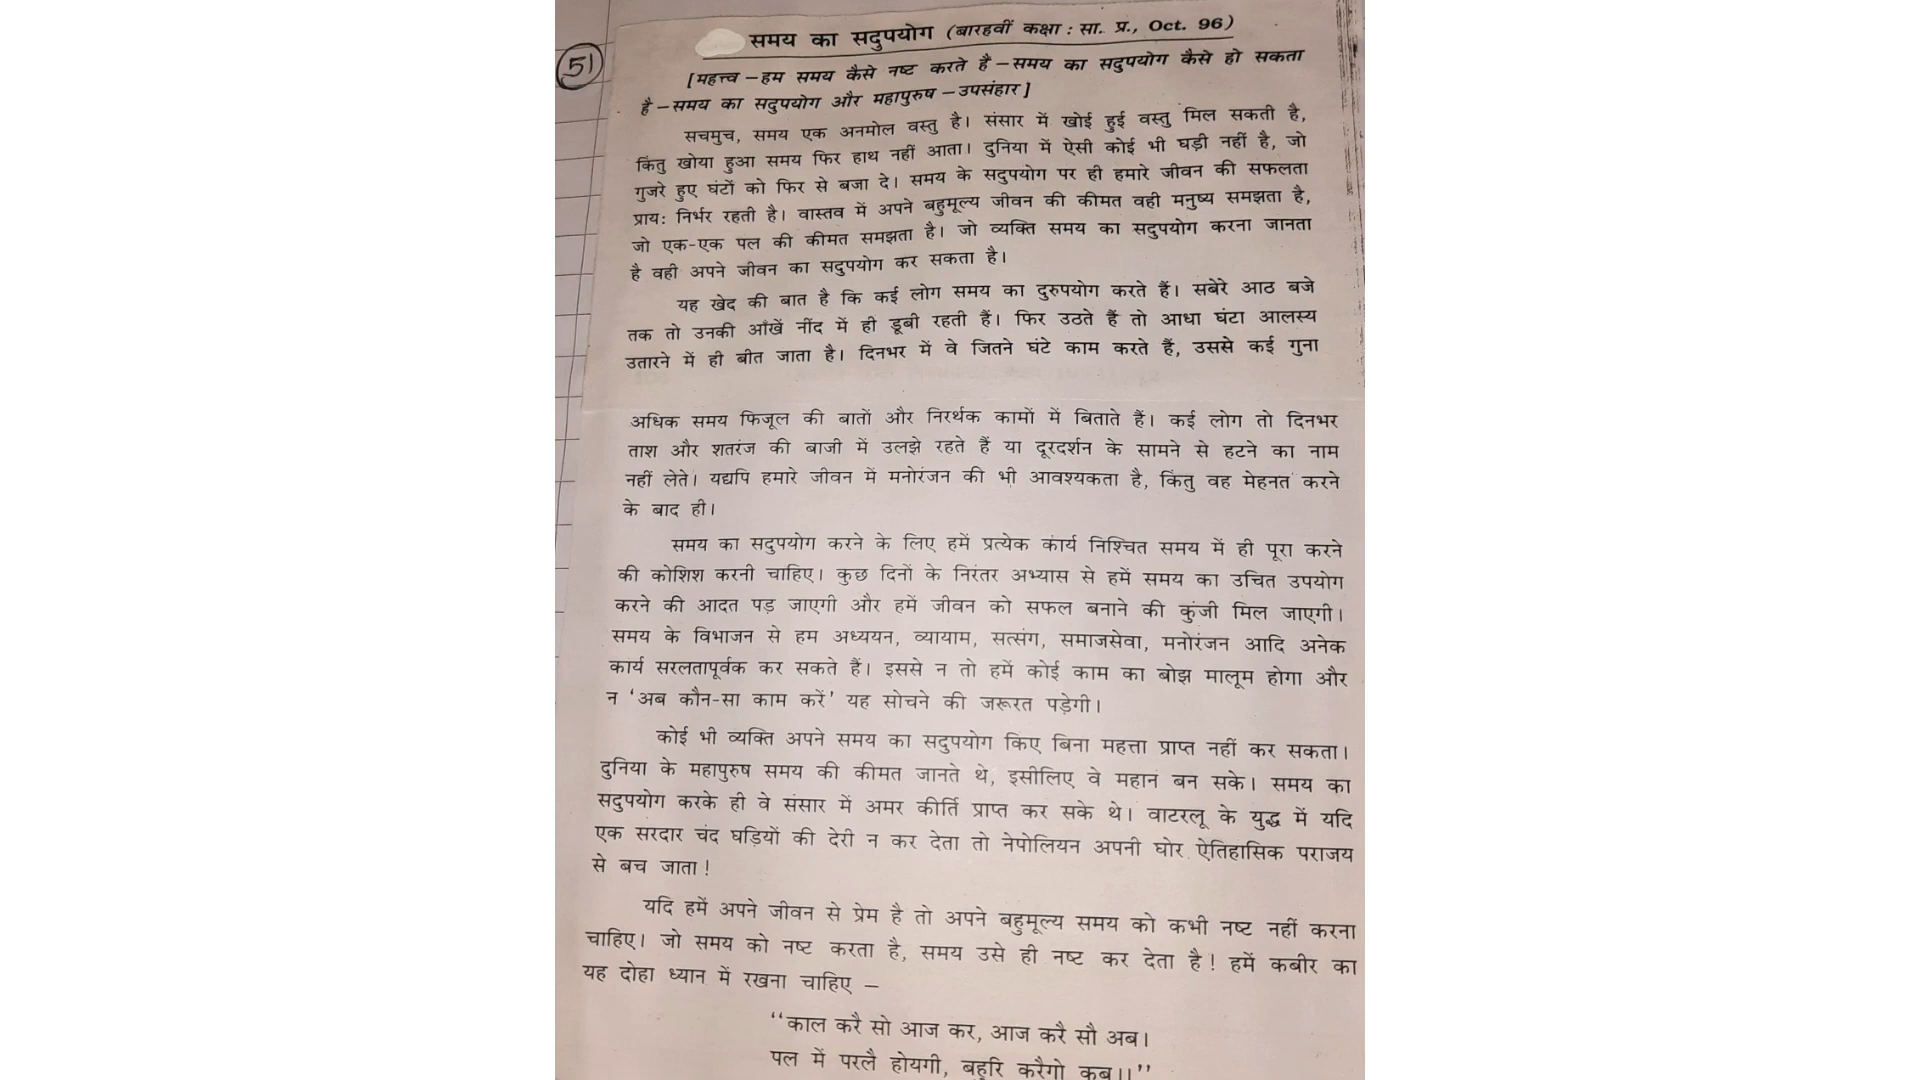 51
समय का सदुपयोग (बारहवीं कक्षा : सा. प्र., Oct. 96)
[महत्त्व – हम समय कैसे नष्ट करते हैं – समय का सदुपयोग कैसे हो सकता
है – समय का सदुपयोग और महापुरुष – उपसंहार]
सचमुच, समय एक अनमोल वस्तु है। संसार में खोई हुई वस्तु मिल सकती है,
किंतु खोया हुआ समय फिर हाथ नहीं आता। दुनिया में ऐसी कोई भी घड़ी नहीं है, जो
गुजरे हुए घंटों को फिर से बजा दे। समय के सदुपयोग पर ही हमारे जीवन की सफलता
प्रायः निर्भर रहती है। वास्तव में अपने बहुमूल्य जीवन की कीमत वही मनुष्य समझता है,
जो एक-एक पल की कीमत समझता है। जो व्यक्ति समय का सदुपयोग करना जानता
है वही अपने जीवन का सदुपयोग कर सकता है।
यह खेद की बात है कि कई लोग समय का दुरुपयोग करते हैं। सबेरे आठ बजे
तक तो उनकी आँखें नींद में ही डूबी रहती हैं। फिर उठते हैं तो आधा घंटा आलस्य
उतारने में ही बीत जाता है। दिनभर में वे जितने घंटे काम करते हैं, उससे कई गुना
अधिक समय फिजूल की बातों और निरर्थक कामों में बिताते हैं। कई लोग तो दिनभर
ताश और शतरंज की बाजी में उलझे रहते हैं या दूरदर्शन के सामने से हटने का नाम
नहीं लेते। यद्यपि हमारे जीवन में मनोरंजन की भी आवश्यकता है, किंतु वह मेहनत करने
के बाद ही।
समय का सदुपयोग करने के लिए हमें प्रत्येक कार्य निश्चित समय में ही पूरा करने
की कोशिश करनी चाहिए। कुछ दिनों के निरंतर अभ्यास से हमें समय का उचित उपयोग
करने की आदत पड़ जाएगी और हमें जीवन को सफल बनाने की कुंजी मिल जाएगी।
समय के विभाजन से हम अध्ययन, व्यायाम, सत्संग, समाजसेवा, मनोरंजन आदि अनेक
कार्य सरलतापूर्वक कर सकते हैं। इससे न तो हमें कोई काम का बोझ मालूम होगा और
न ‘अब कौन-सा काम करें’ यह सोचने की जरूरत पड़ेगी।
कोई भी व्यक्ति अपने समय का सदुपयोग किए बिना महत्ता प्राप्त नहीं कर सकता।
दुनिया के महापुरुष समय की कीमत जानते थे, इसीलिए वे महान बन सके। समय का
सदुपयोग करके ही वे संसार में अमर कीर्ति प्राप्त कर सके थे। वाटरलू के युद्ध में यदि
एक सरदार चंद घड़ियों की देरी न कर देता तो नेपोलियन अपनी घोर ऐतिहासिक पराजय
से बच जाता!
यदि हमें अपने जीवन से प्रेम है तो अपने बहुमूल्य समय को कभी नष्ट नहीं करना
चाहिए। जो समय को नष्ट करता है, समय उसे ही नष्ट कर देता है! हमें कबीर का
यह दोहा ध्यान में रखना चाहिए –
‘‘काल करै सो आज कर, आज करै सौ अब।
पल में परलै होयगी, बहुरि करैगो कब।।’’